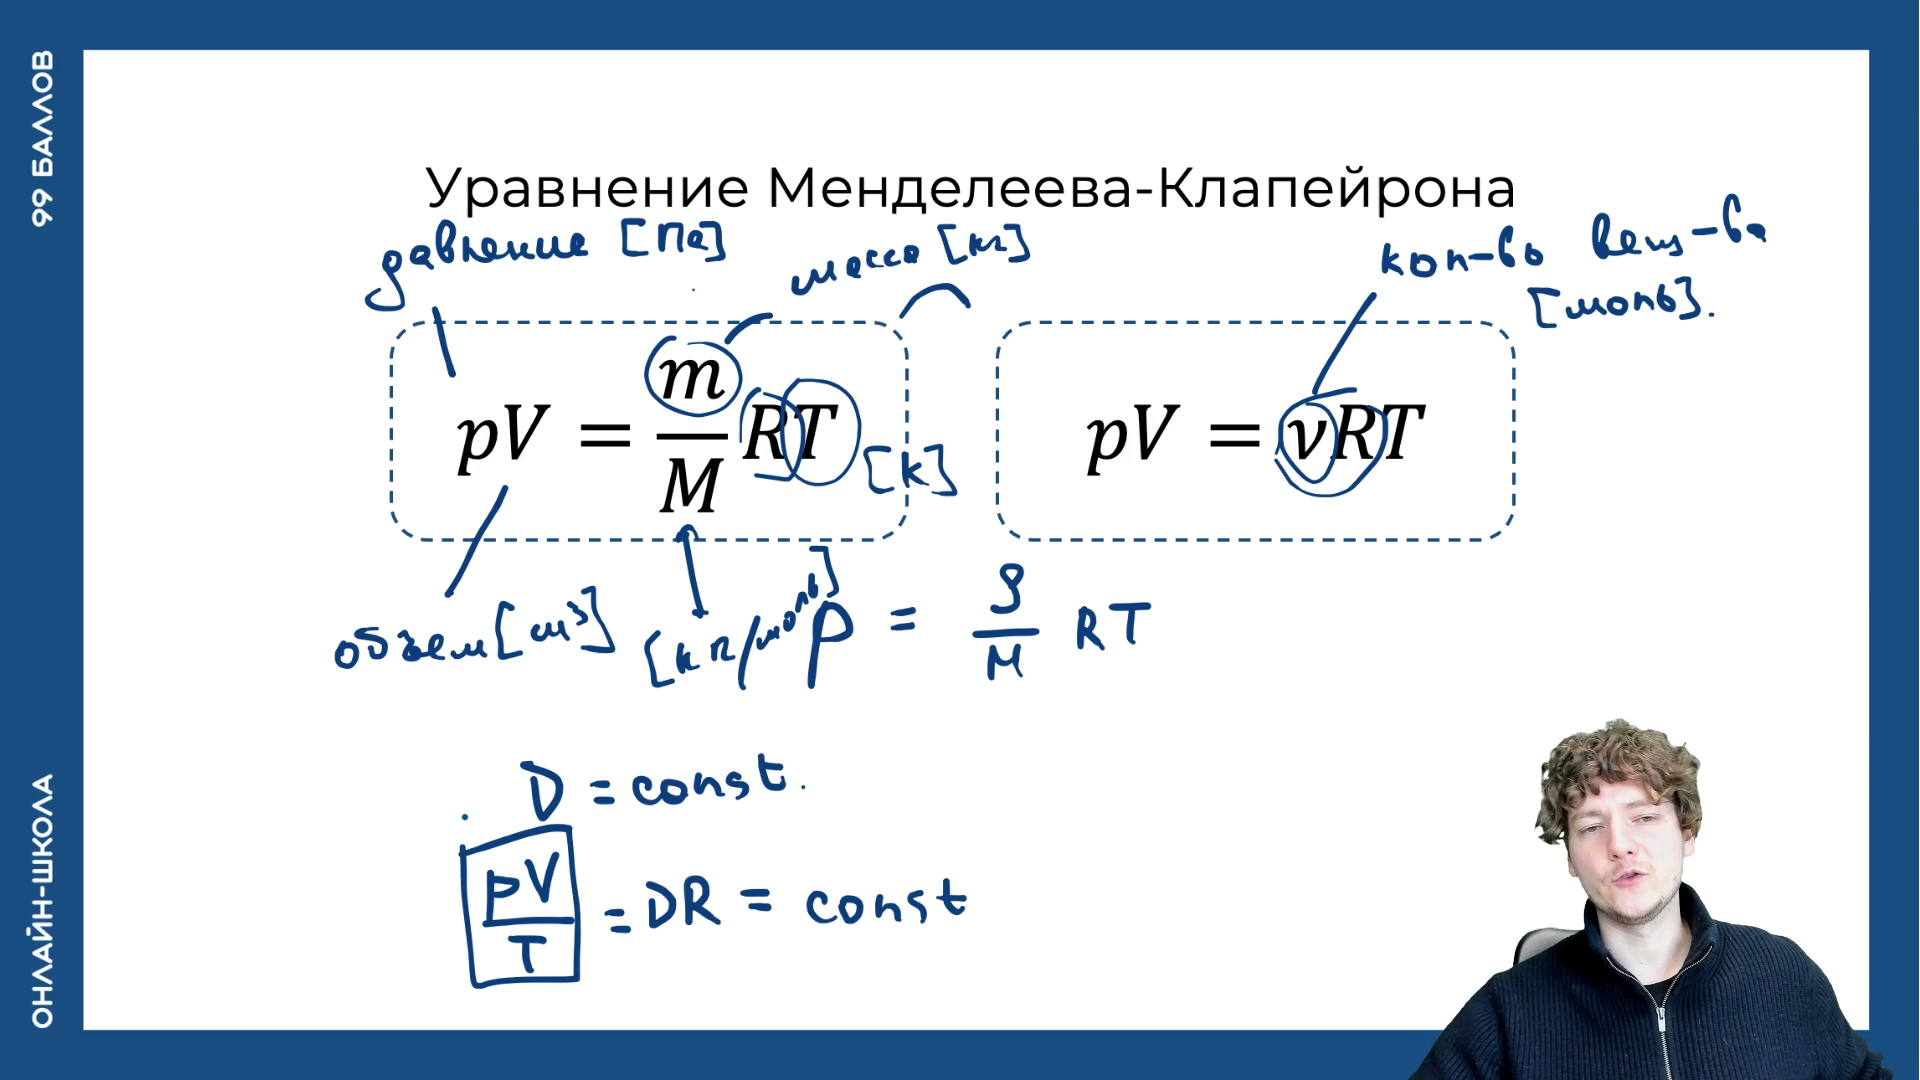 99 БАЛЛОВ
ОНЛАЙН-ШКОЛА
Уравнение Менделеева-Клапейрона
давление [Па]
масса [кг]
кол-во вещ-ва
[моль].
pV = m/M RT
[K]
pV = νRT
объем [м³]
[кг/моль]
p = ρ/M RT
ν = const.
pV/T = νR = const